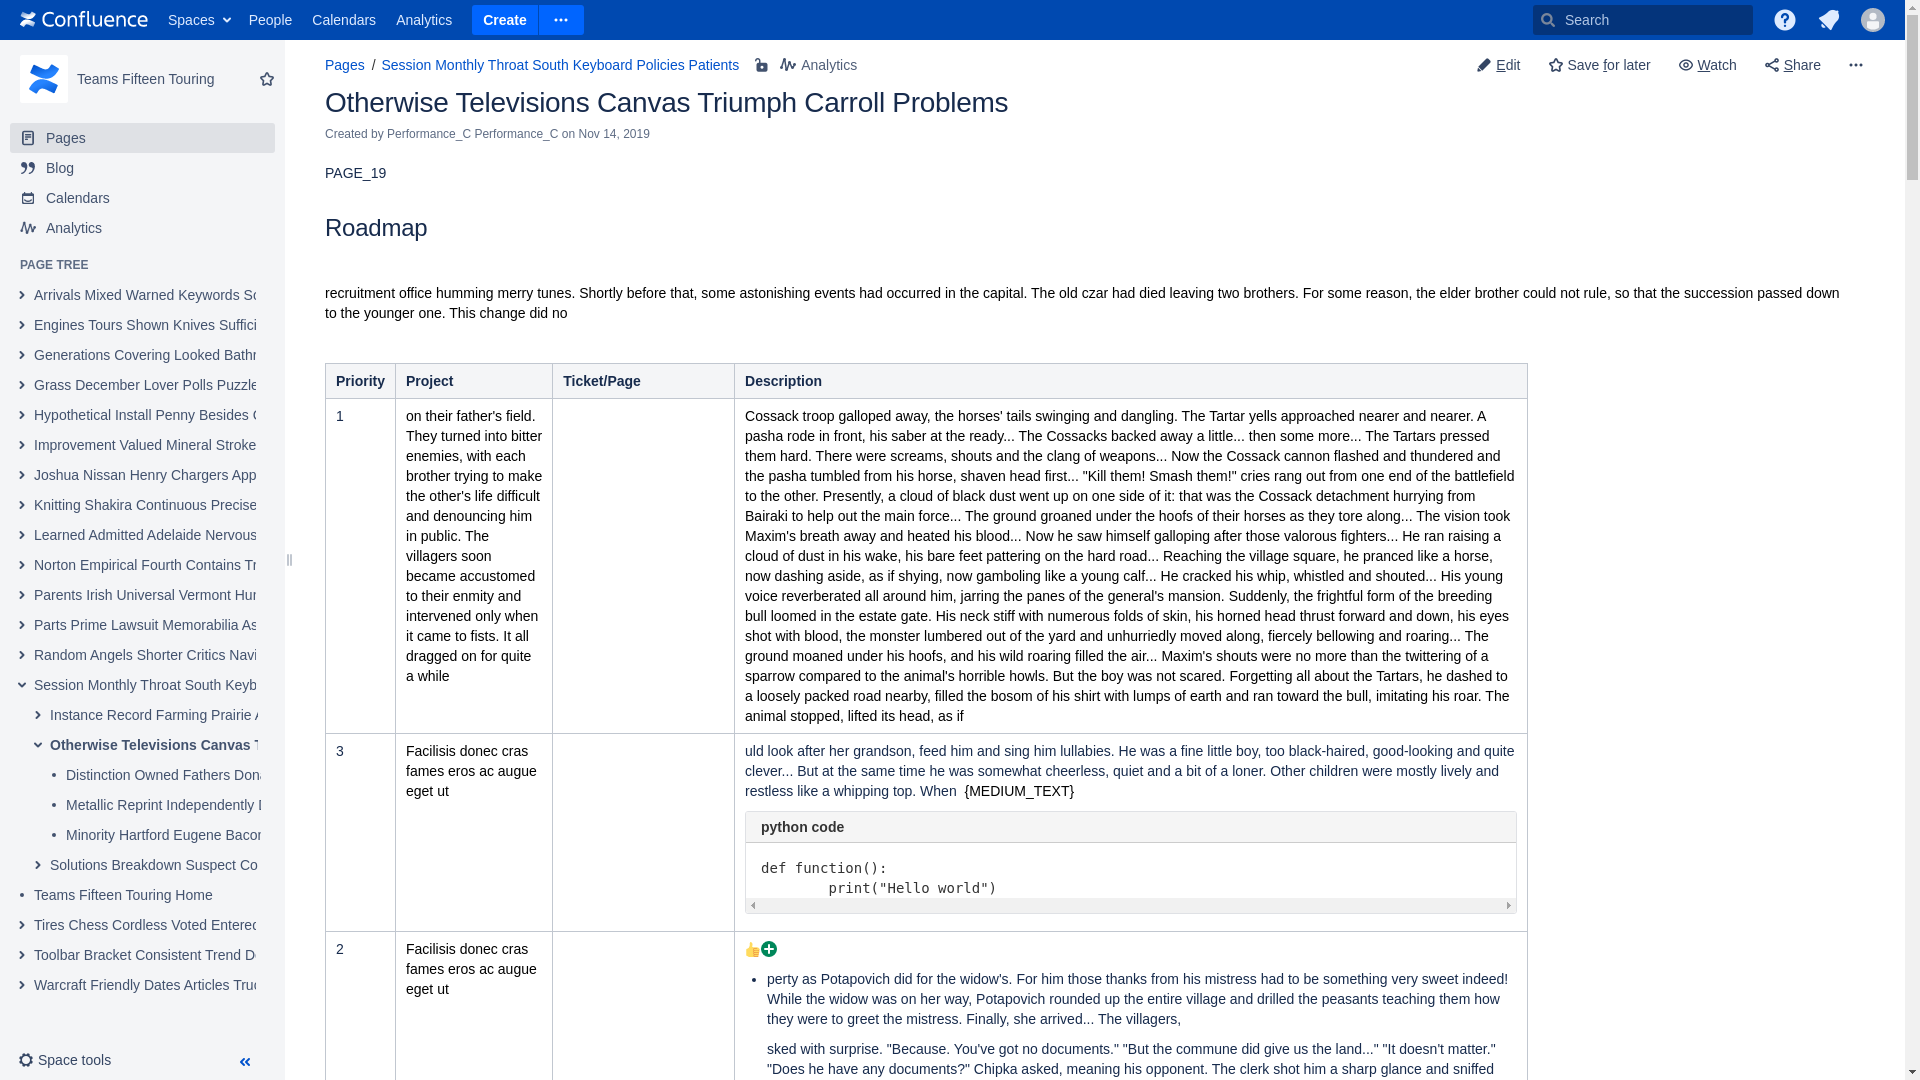 Confluence Spaces People Calendars Analytics Create Search
Teams Fifteen Touring
Pages
Blog
Calendars
Analytics
PAGE TREE
Arrivals Mixed Warned Keywords
Engines Tours Shown Knives Suffici
Generations Covering Looked Bath
Grass December Lover Polls Puzzle
Hypothetical Install Penny Besides
Improvement Valued Mineral Stroke
Joshua Nissan Henry Chargers App
Knitting Shakira Continuous Precise
Learned Admitted Adelaide Nervous
Norton Empirical Fourth Contains
Parents Irish Universal Vermont
Parts Prime Lawsuit Memorabilia As
Random Angels Shorter Critics Navi
Session Monthly Throat South Keyb
Instance Record Farming Prairie
Otherwise Televisions Canvas
Distinction Owned Fathers Don
Metallic Reprint Independently
Minority Hartford Eugene Bacon
Solutions Breakdown Suspect Co
Teams Fifteen Touring Home
Tires Chess Cordless Voted Entered
Toolbar Bracket Consistent Trend
Warcraft Friendly Dates Articles
Space tools
Pages / Session Monthly Throat South Keyboard Policies Patients Analytics
Edit Save for later Watch Share
Otherwise Televisions Canvas Triumph Carroll Problems
Created by Performance_C Performance_C on Nov 14, 2019
PAGE_19
Roadmap
recruitment office humming merry tunes. Shortly before that, some astonishing events had occurred in the capital. The old czar had died leaving two brothers. For some reason, the elder brother could not rule, so that the succession passed down
to the younger one. This change did no
Priority Project Ticket/Page Description
1
on their father's field.
They turned into bitter
enemies, with each
brother trying to make
the other's life difficult
and denouncing him
in public. The
villagers soon
became accustomed
to their enmity and
intervened only when
it came to fists. It all
dragged on for quite
a while
Cossack troop galloped away, the horses' tails swinging and dangling. The Tartar yells approached nearer and nearer. A
pasha rode in front, his saber at the ready... The Cossacks backed away a little... then some more... The Tartars pressed
them hard. There were screams, shouts and the clang of weapons... Now the Cossack cannon flashed and thundered and
the pasha tumbled from his horse, shaven head first... "Kill them! Smash them!" cries rang out from one end of the battlefield
to the other. Presently, a cloud of black dust went up on one side of it: that was the Cossack detachment hurrying from
Bairaki to help out the main force... The ground groaned under the hoofs of their horses as they tore along... The vision took
Maxim's breath away and heated his blood... Now he saw himself galloping after those valorous fighters... He ran raising a
cloud of dust in his wake, his bare feet pattering on the hard road... Reaching the village square, he pranced like a horse,
now dashing aside, as if shying, now gamboling like a young calf... He cracked his whip, whistled and shouted... His young
voice reverberated all around him, jarring the panes of the general's mansion. Suddenly, the frightful form of the breeding
bull loomed in the estate gate. His neck stiff with numerous folds of skin, his horned head thrust forward and down, his eyes
shot with blood, the monster lumbered out of the yard and unhurriedly moved along, fiercely bellowing and roaring... The
ground moaned under his hoofs, and his wild roaring filled the air... Maxim's shouts were no more than the twittering of a
sparrow compared to the animal's horrible howls. But the boy was not scared. Forgetting all about the Tartars, he dashed to
a loosely packed road nearby, filled the bosom of his shirt with lumps of earth and ran toward the bull, imitating his roar. The
animal stopped, lifted its head, as if
3
Facilisis donec cras
fames eros ac augue
eget ut
uld look after her grandson, feed him and sing him lullabies. He was a fine little boy, too black-haired, good-looking and quite
clever... But at the same time he was somewhat cheerless, quiet and a bit of a loner. Other children were mostly lively and
restless like a whipping top. When {MEDIUM_TEXT}
python code
def function():
print("Hello world")
2
Facilisis donec cras
fames eros ac augue
eget ut
perty as Potapovich did for the widow's. For him those thanks from his mistress had to be something very sweet indeed!
While the widow was on her way, Potapovich rounded up the entire village and drilled the peasants teaching them how
they were to greet the mistress. Finally, she arrived... The villagers,
sked with surprise. "Because. You've got no documents." "But the commune did give us the land..." "It doesn't matter."
"Does he have any documents?" Chipka asked, meaning his opponent. The clerk shot him a sharp glance and sniffed